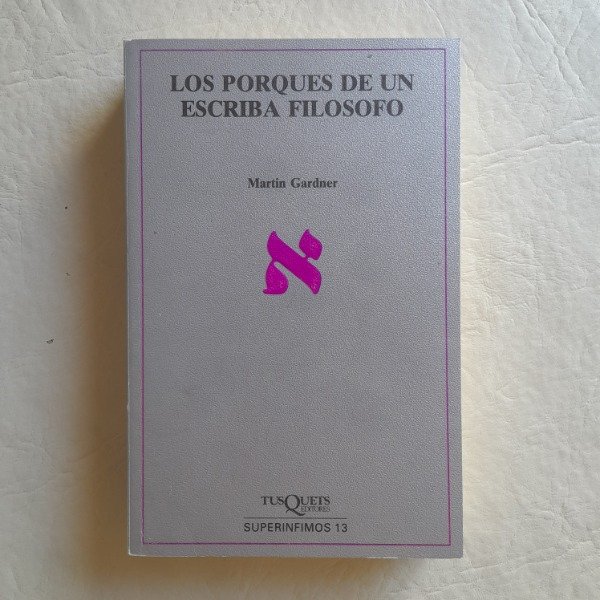 LOS PORQUES DE UN
ESCRIBA FILOSOFO
Martin Gardner
א
TUSQUETS
EDITORES
SUPERINFIMOS 13